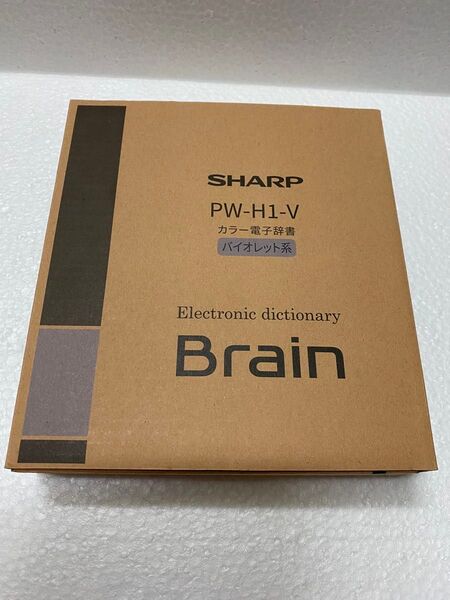 SHARP
PW-H1-V
カラー電子辞書
バイオレット系
Electronic dictionary
Brain